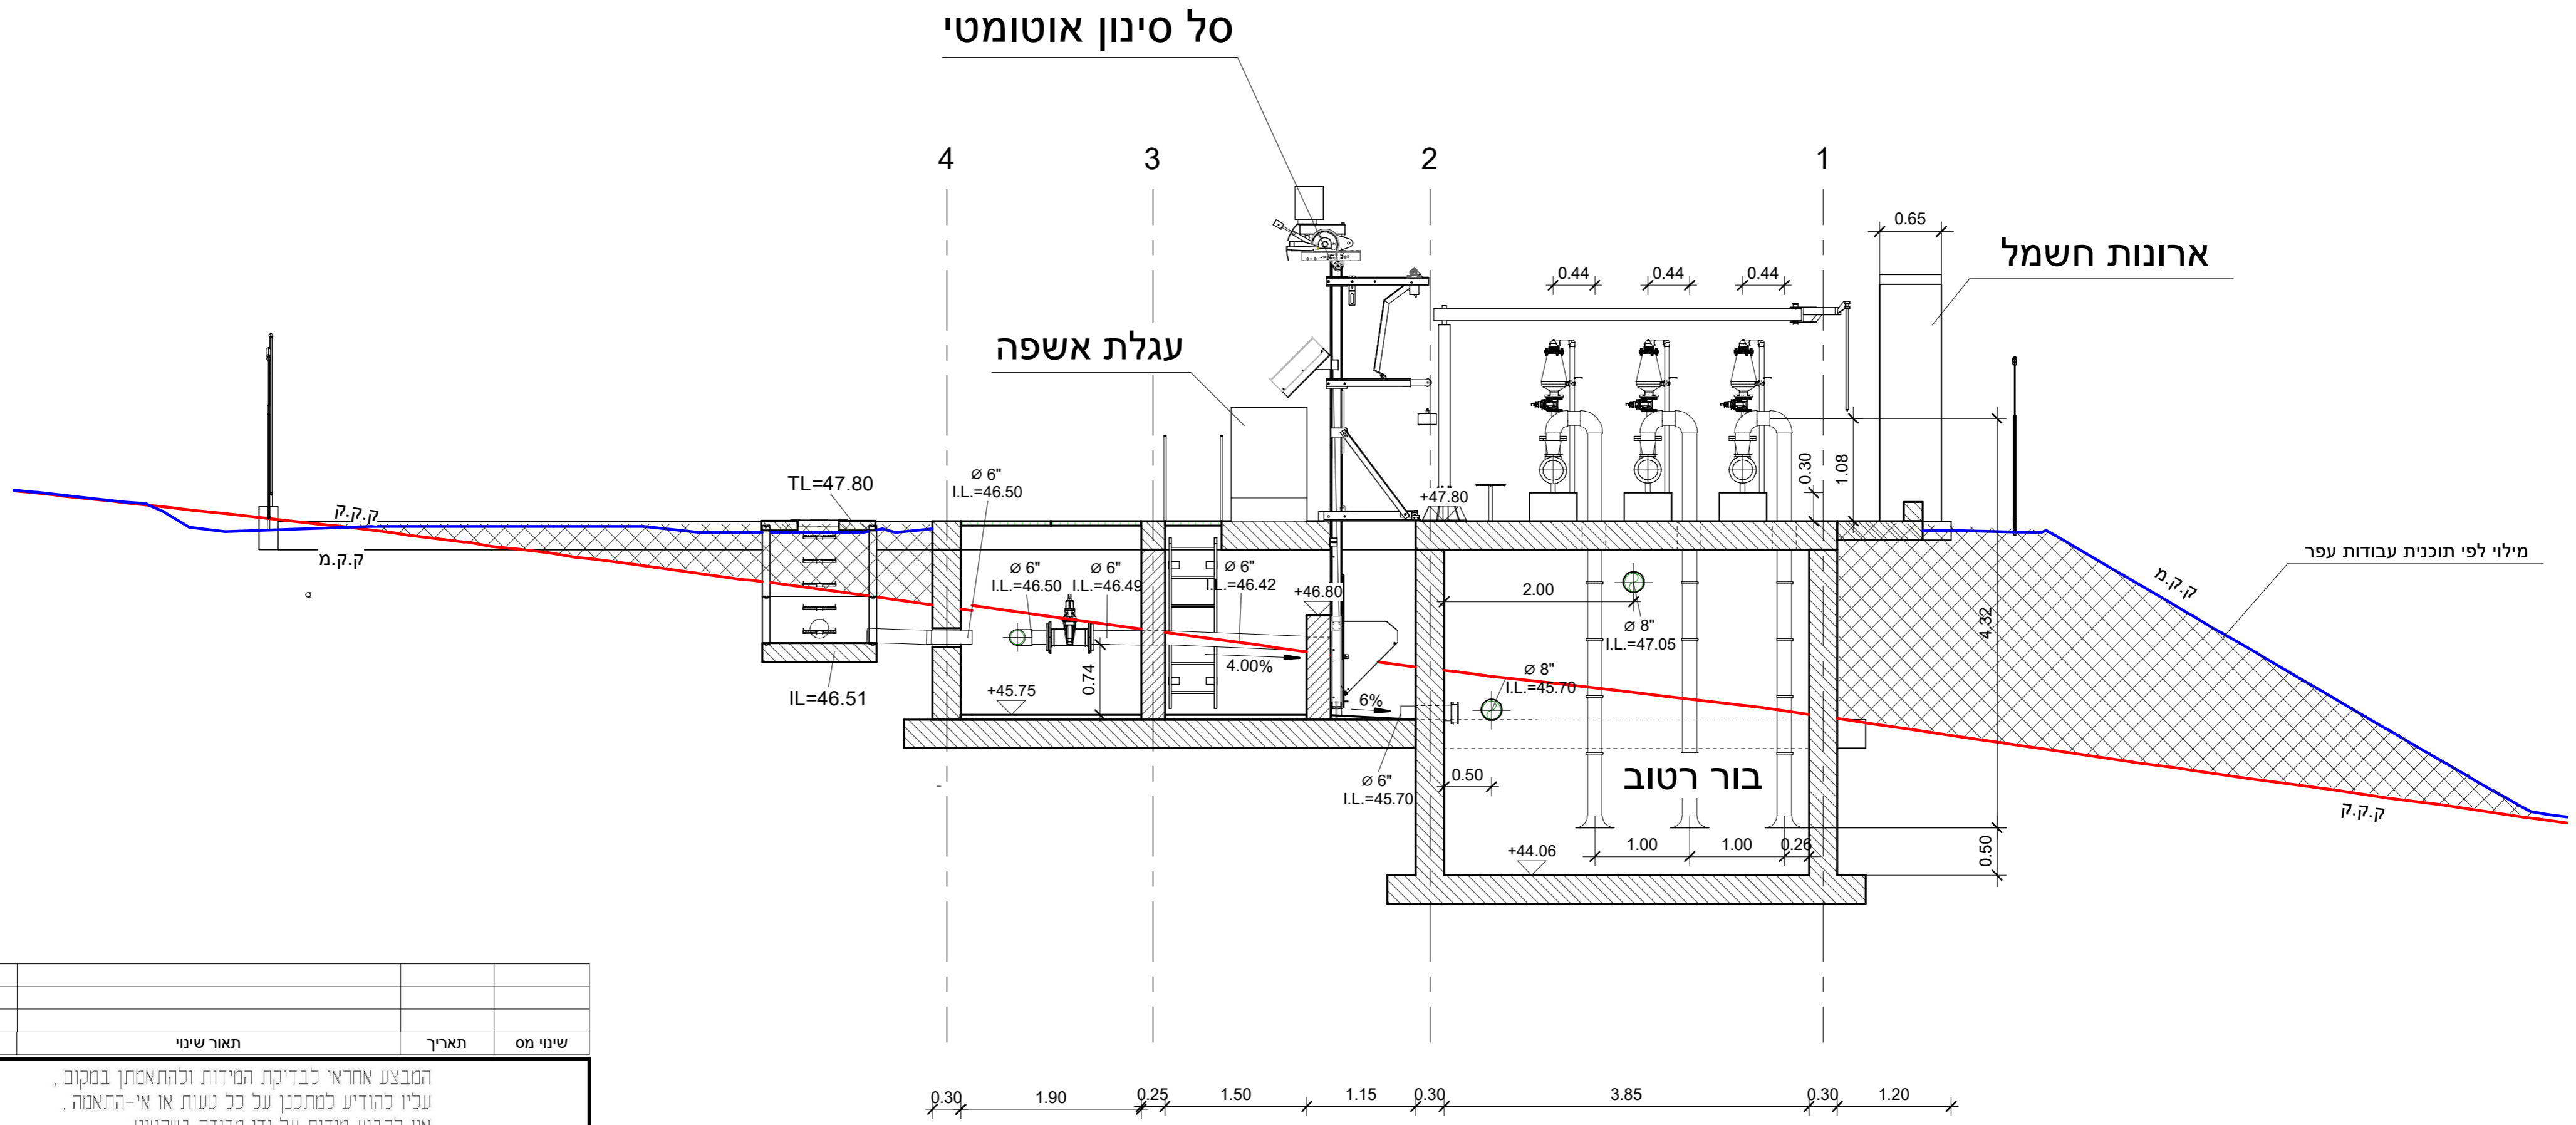 סל סינון אוטומטי
4
3
2
1
0.65
ארונות חשמל
0.44
0.44
0.44
עגלת אשפה
TL=47.80
Ø 6"
I.L.=46.50
+47.80
0.30
1.08
ק.ק.ק
ק.ק.מ
Ø 6"
I.L.=46.50
Ø 6"
I.L.=46.49
Ø 6"
I.L.=46.42
+46.80
2.00
Ø 8"
I.L.=47.05
4.32
ק.ק.מ
מילוי לפי תוכנית עבודות עפר
IL=46.51
+45.75
0.74
4.00%
6%
Ø 8"
I.L.=45.70
Ø 6"
I.L.=45.70
0.50
בור רטוב
ק.ק.ק
+44.06
1.00
1.00
0.26
0.50
שינוי מס
תאריך
תאור שינוי
המבצע אחראי לבדיקת המידות ולהתאמתן במקום .
עליו להודיע למתכנן על כל טעות או אי-התאמה .
0.30
1.90
0.25
1.50
1.15
0.30
3.85
0.30
1.20